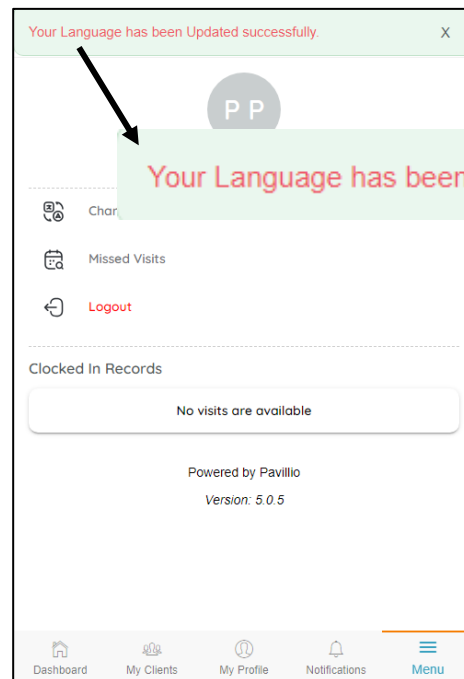 Your Language has been Updated successfully. X
P P
Your Language has been
Char
Missed Visits
Logout
Clocked In Records
No visits are available
Powered by Pavillio
Version: 5.0.5
Dashboard My Clients My Profile Notifications Menu